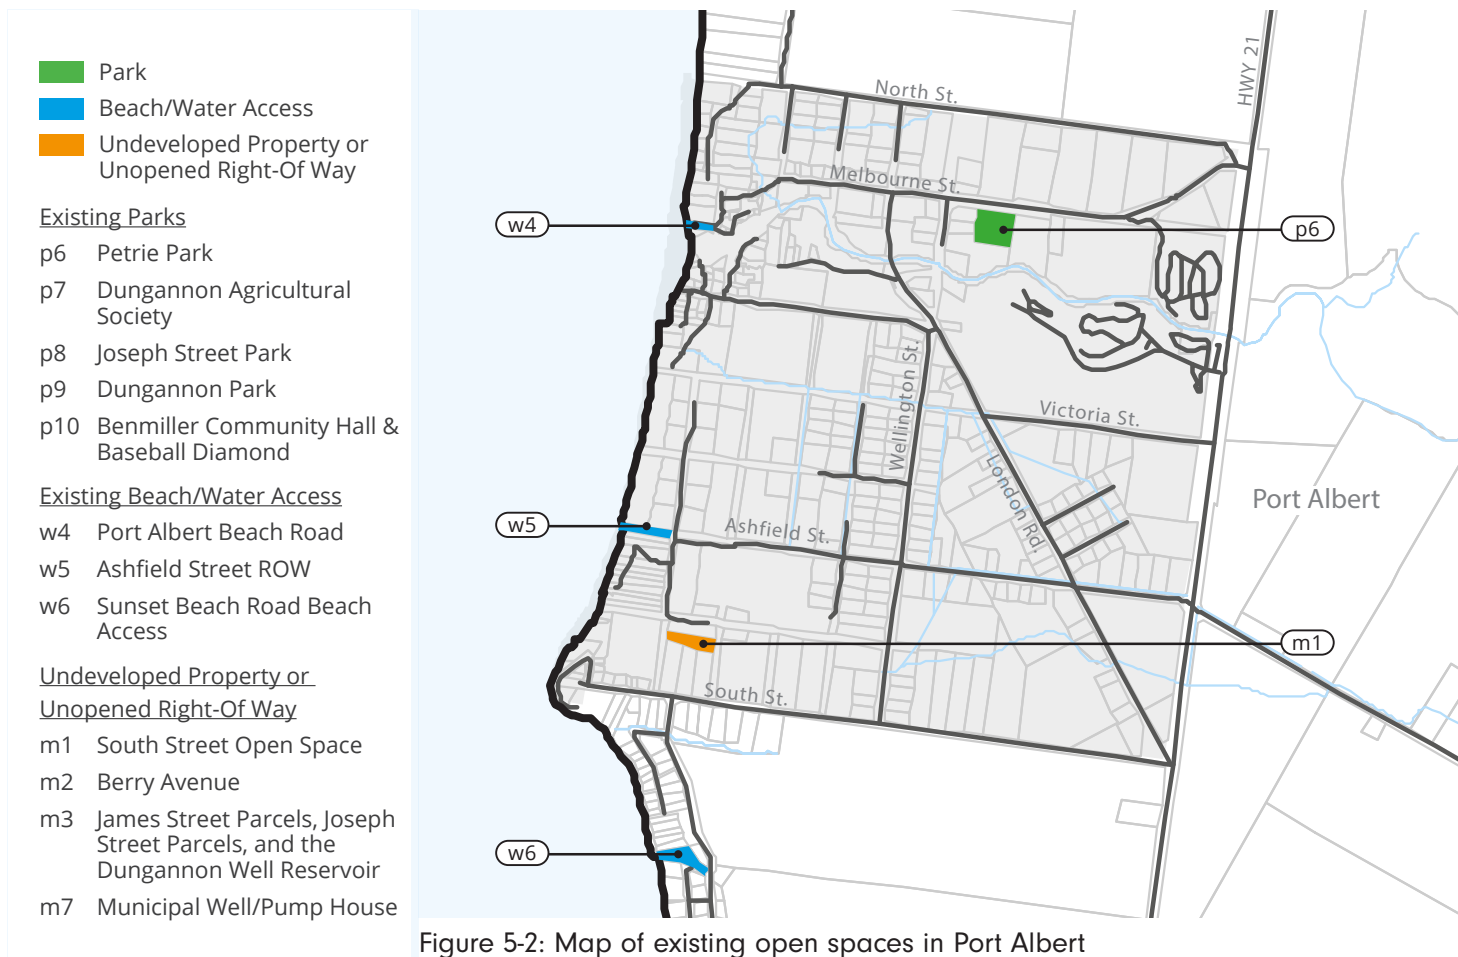 Park
Beach/Water Access
Undeveloped Property or
Unopened Right-Of Way
Existing Parks
p6 Petrie Park
p7 Dungannon Agricultural
Society
p8 Joseph Street Park
p9 Dungannon Park
p10 Benmiller Community Hall &
Baseball Diamond
Existing Beach/Water Access
w4 Port Albert Beach Road
w5 Ashfield Street ROW
w6 Sunset Beach Road Beach
Access
Undeveloped Property or
Unopened Right-Of Way
m1 South Street Open Space
m2 Berry Avenue
m3 James Street Parcels, Joseph
Street Parcels, and the
Dungannon Well Reservoir
m7 Municipal Well/Pump House
HWY 21
North St.
Melbourne St.
w4
p6
Wellington St.
Victoria St.
London Rd.
Port Albert
w5
Ashfield St.
m1
South St.
w6
Figure 5-2: Map of existing open spaces in Port Albert